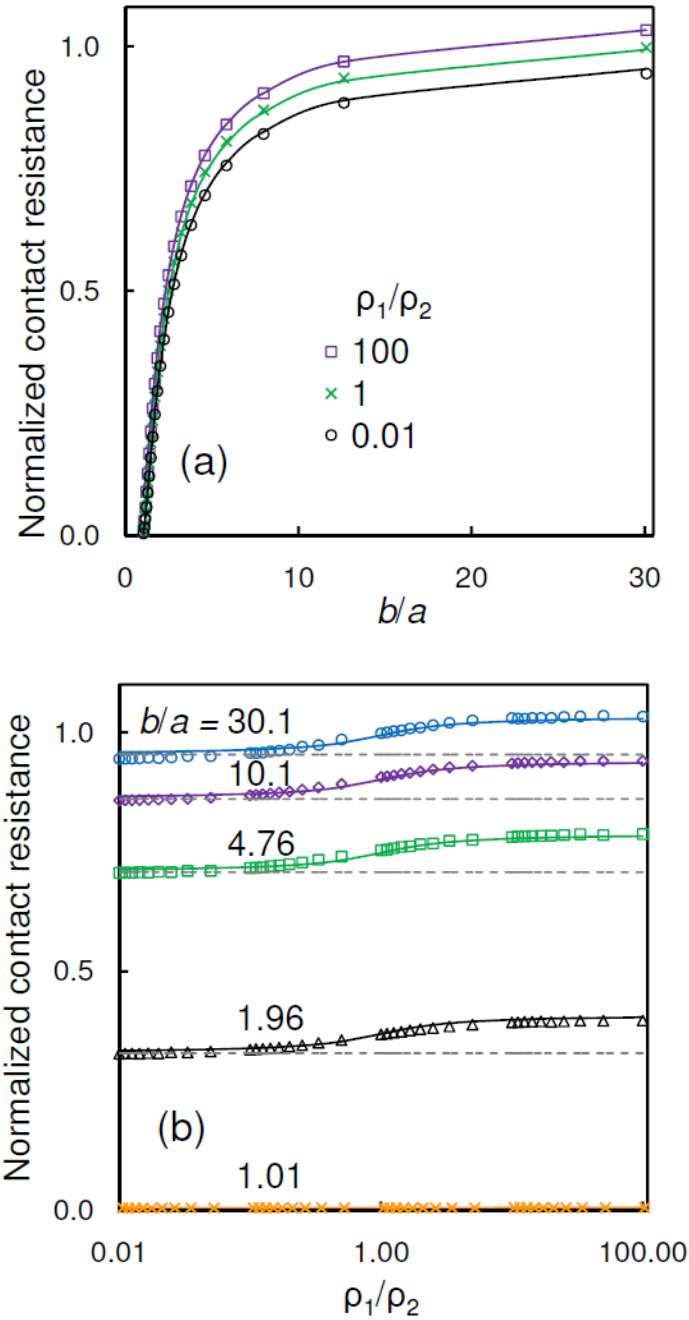 Normalized contact resistance
1.0
0.5
0.0
ρ1/ρ2
100
1
0.01
(a)
0 10 20 30
b/a
Normalized contact resistance
1.0
0.5
0.0
b/a = 30.1
10.1
4.76
1.96
(b)
1.01
0.01 1.00 100.00
ρ1/ρ2